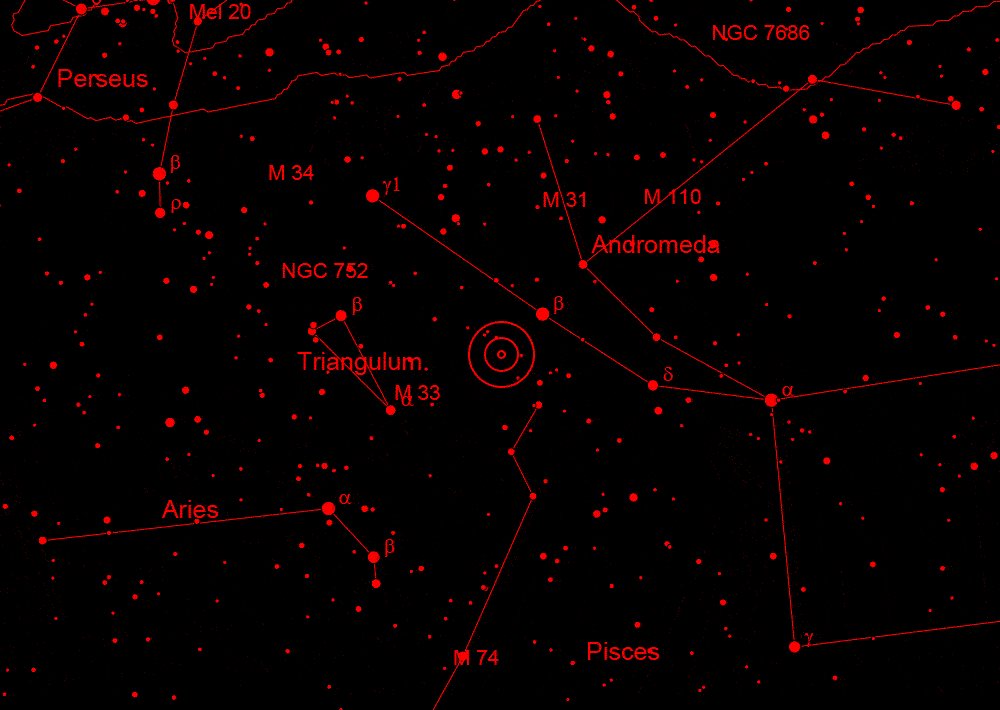 Mel 20
NGC 7686
Perseus
β
M 34
γ1
M 31
M 110
ρ
Andromeda
NGC 752
β
β
Triangulum
M 33
α
δ
α
Aries
α
β
γ
M 74
Pisces